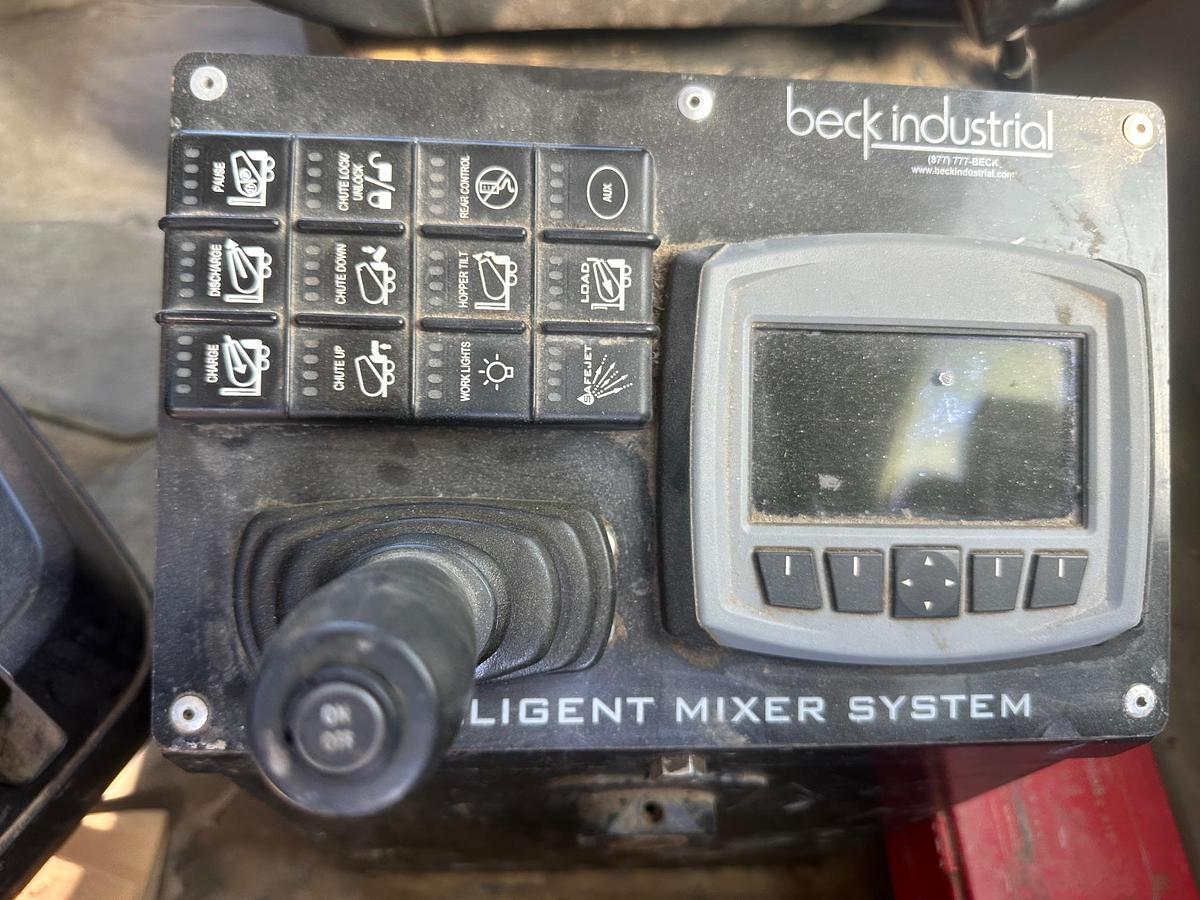 beck industrial
(877) 777-BECK
www.beckindustrial.com
PAUSE
CHUTE LOCK/
UNLOCK
REAR CONTROL
JET
AUX
DISCHARGE
CHUTE DOWN
HOPPER TILT
LOAD
CHARGE
CHUTE UP
WORK LIGHTS
SAFEJET
ON
OFF
LIGENT MIXER SYSTEM